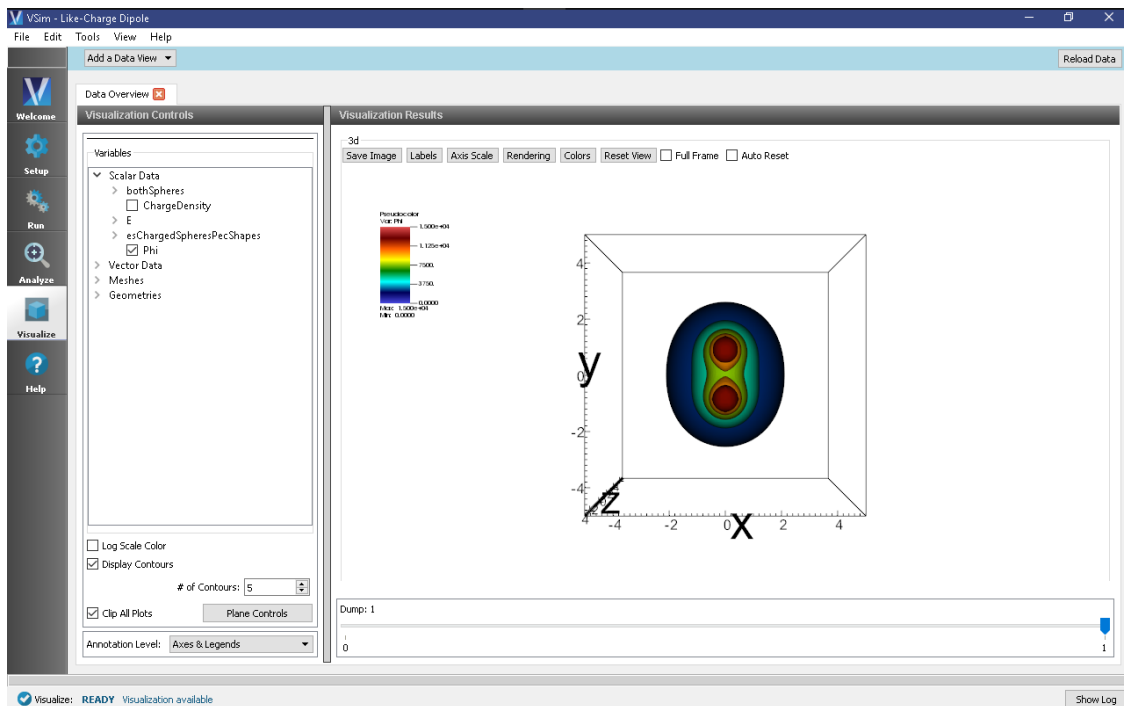 VSim - Like-Charge Dipole
File Edit Tools View Help
Add a Data View
Reload Data
Welcome
Setup
Run
Analyze
Visualize
Help
Data Overview
Visualization Controls
Variables
Scalar Data
bothSpheres
ChargeDensity
E
esChargedSpheresPecShapes
Phi
Vector Data
Meshes
Geometries
Log Scale Color
Display Contours
# of Contours: 5
Clip All Plots
Plane Controls
Annotation Level: Axes & Legends
Visualization Results
3d
Save Image Labels Axis Scale Rendering Colors Reset View Full Frame Auto Reset
Pseudocolor
Var: Phi
1.500e+04
1.125e+04
7500.
3750.
0.0000
Max: 1.500e+04
Min: 0.0000
4
2
0
-2
-4
y
z
4
-4 -2 0 2 4
x
Dump: 1
0 1
Visualize: READY Visualization available
Show Log